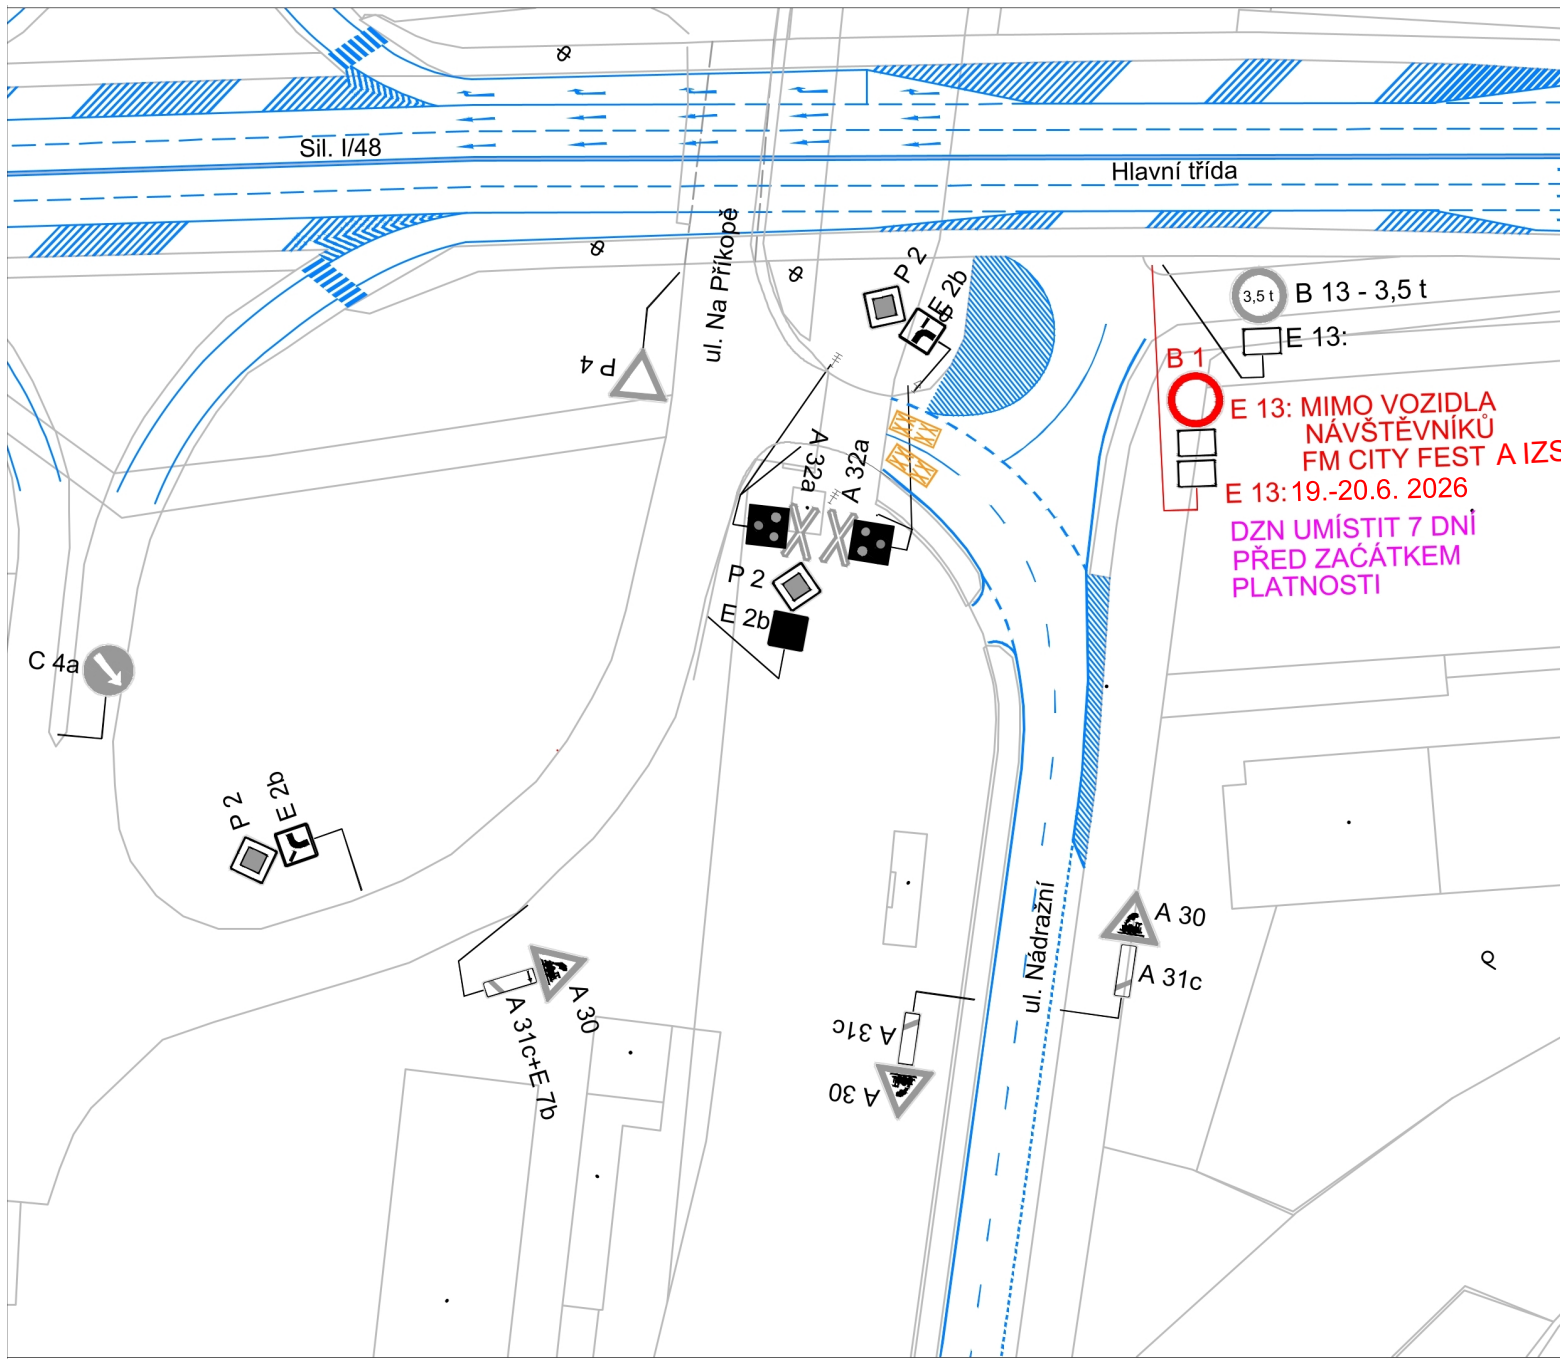 Sil. I/48
Hlavní třída
ul. Na Příkopě
P 2
E 2b
P 4
3,5 t
B 13 - 3,5 t
E 13:
B 1
E 13: MIMO VOZIDLA
NÁVŠTĚVNÍKŮ
FM CITY FEST A IZS
E 13: 19.-20.6. 2026
DZN UMÍSTIT 7 DNÍ
PŘED ZAĆÁTKEM
PLATNOSTI
A 32a
A 32a
P 2
E 2b
C 4a
P 2
E 2b
A 30
A 31c+E 7b
ul. Nádražní
A 30
A 31c
A 31c
A 30